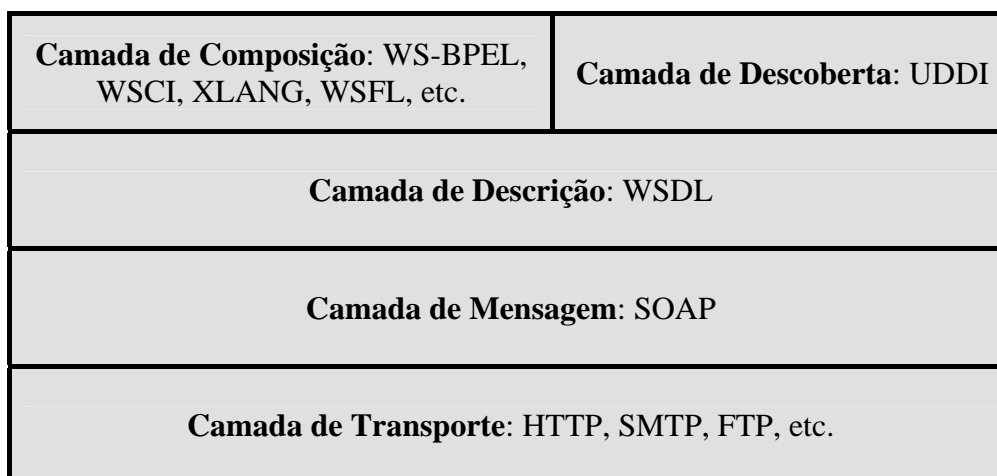 Camada de Composição: WS-BPEL,
WSCI, XLANG, WSFL, etc.
Camada de Descoberta: UDDI
Camada de Descrição: WSDL
Camada de Mensagem: SOAP
Camada de Transporte: HTTP, SMTP, FTP, etc.